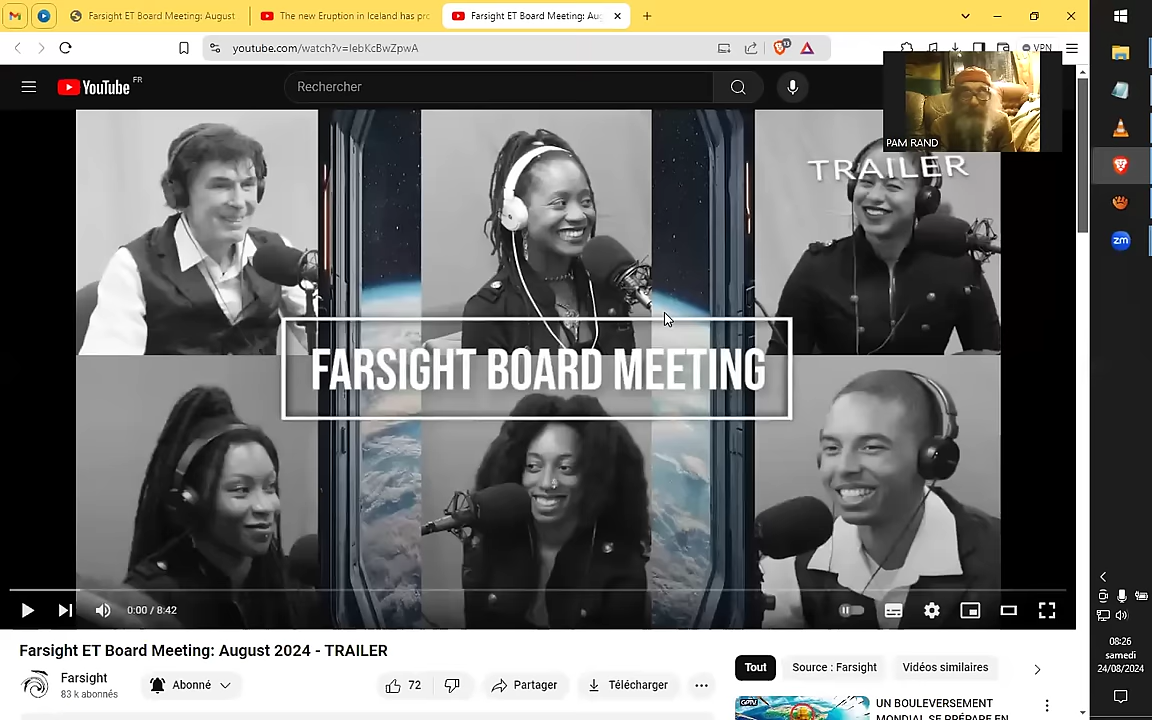 Farsight ET Board Meeting: August
The new Eruption in Iceland has pro
Farsight ET Board Meeting: Aug
youtube.com/watch?v=IebKcBwZpwA
VPN
YouTube FR
Rechercher
PAM RAND
TRAILER
FARSIGHT BOARD MEETING
0:00 / 8:42
Farsight ET Board Meeting: August 2024 - TRAILER
Farsight
83 k abonnés
Abonné
72
Partager
Télécharger
Tout
Source : Farsight
Vidéos similaires
UN BOULEVERSEMENT
MONDIAL SE PRÉPARE EN
zm
08:26
samedi
24/08/2024